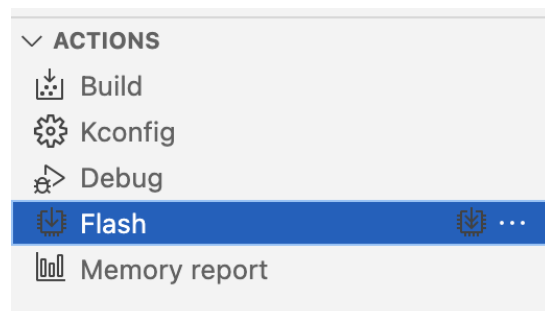 ACTIONS
Build
Kconfig
Debug
Flash
Memory report